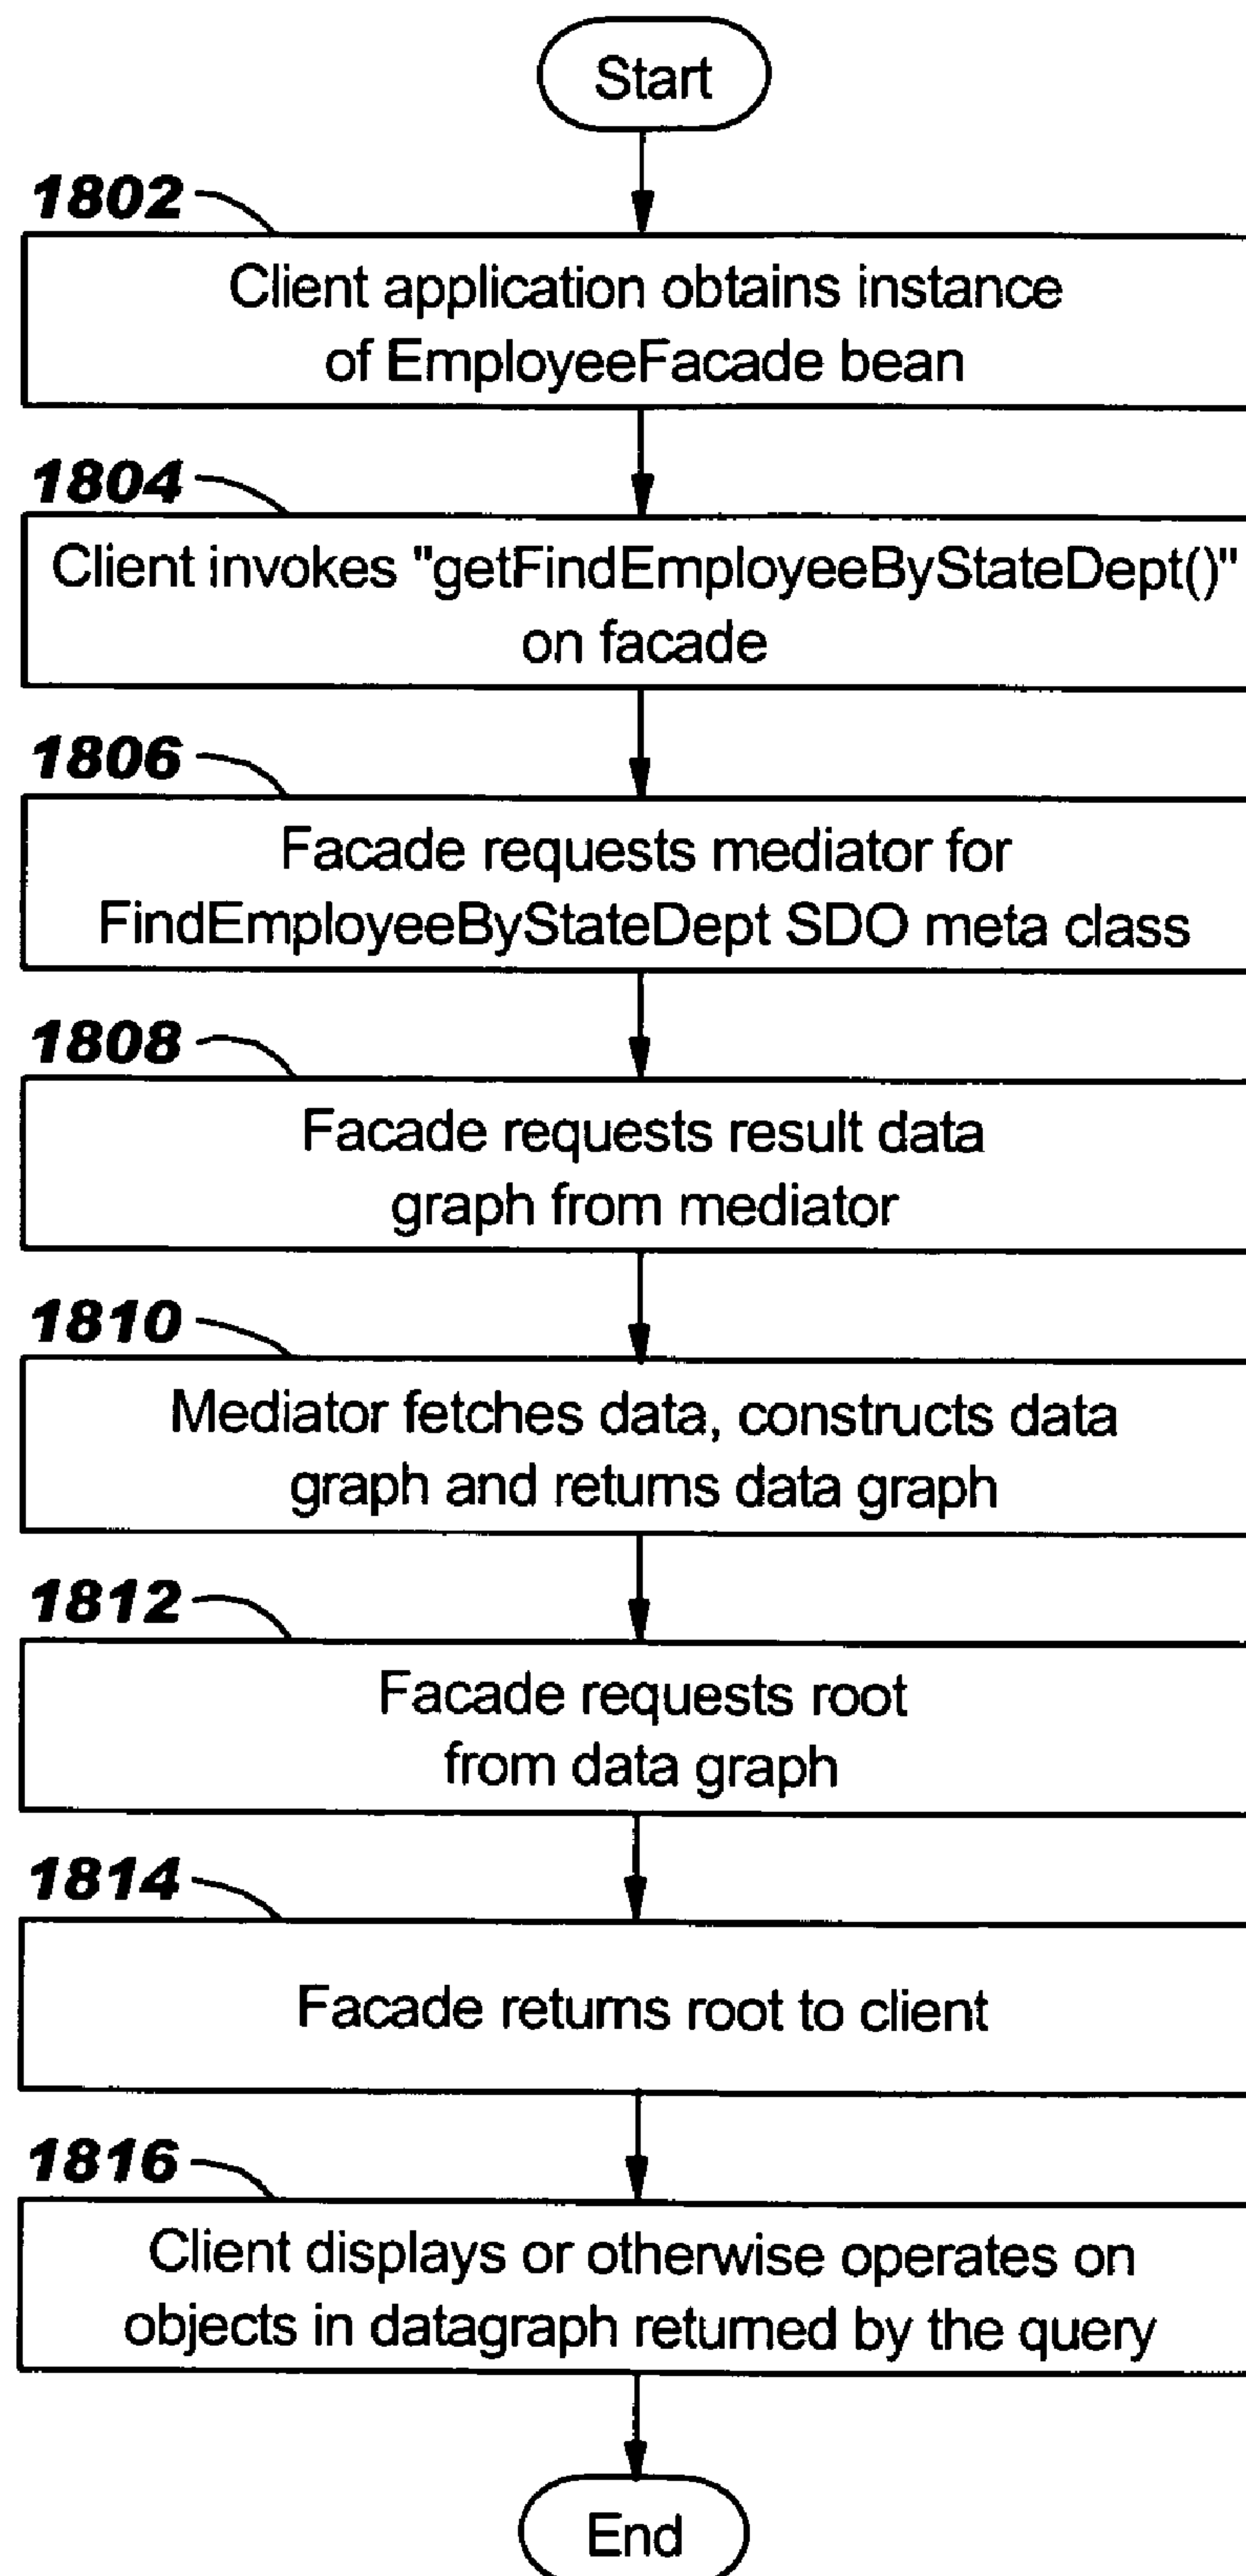 Start
1802
Client application obtains instance
of EmployeeFacade bean
1804
Client invokes "getFindEmployeeByStateDept()"
on facade
1806
Facade requests mediator for
FindEmployeeByStateDept SDO meta class
1808
Facade requests result data
graph from mediator
1810
Mediator fetches data, constructs data
graph and returns data graph
1812
Facade requests root
from data graph
1814
Facade returns root to client
1816
Client displays or otherwise operates on
objects in datagraph returned by the query
End